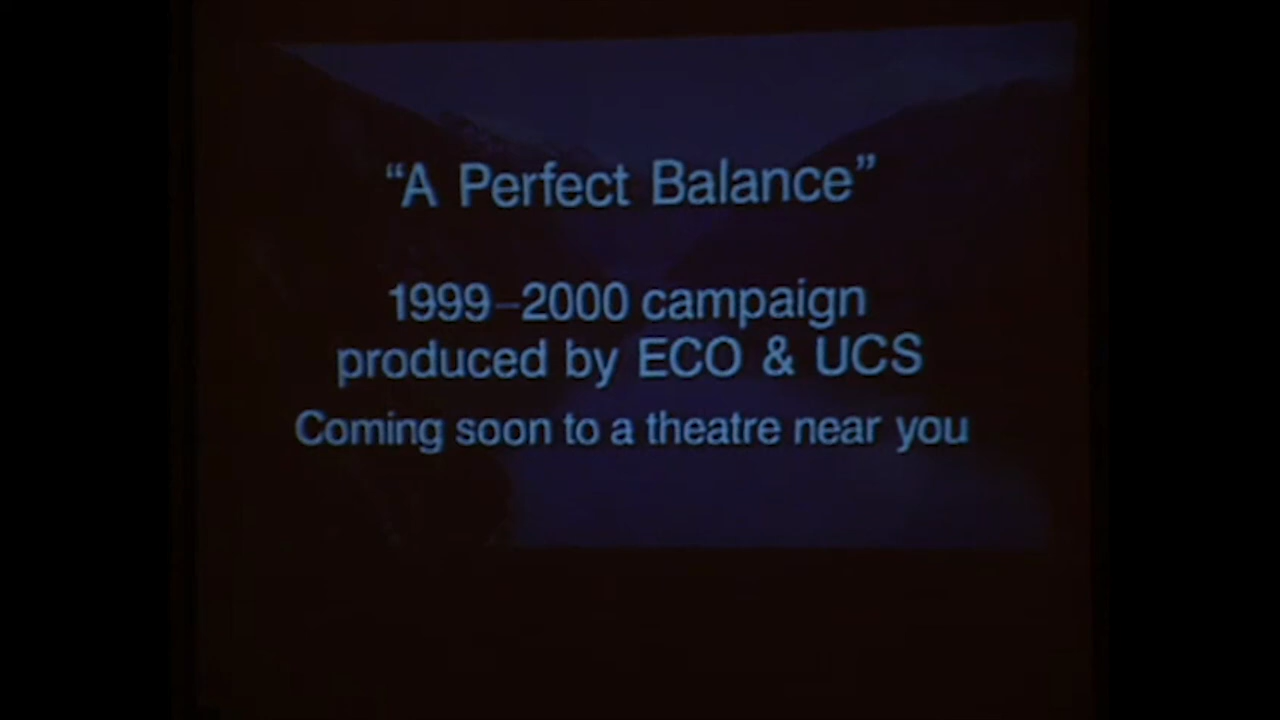 “A Perfect Balance”
1999–2000 campaign
produced by ECO & UCS
Coming soon to a theatre near you